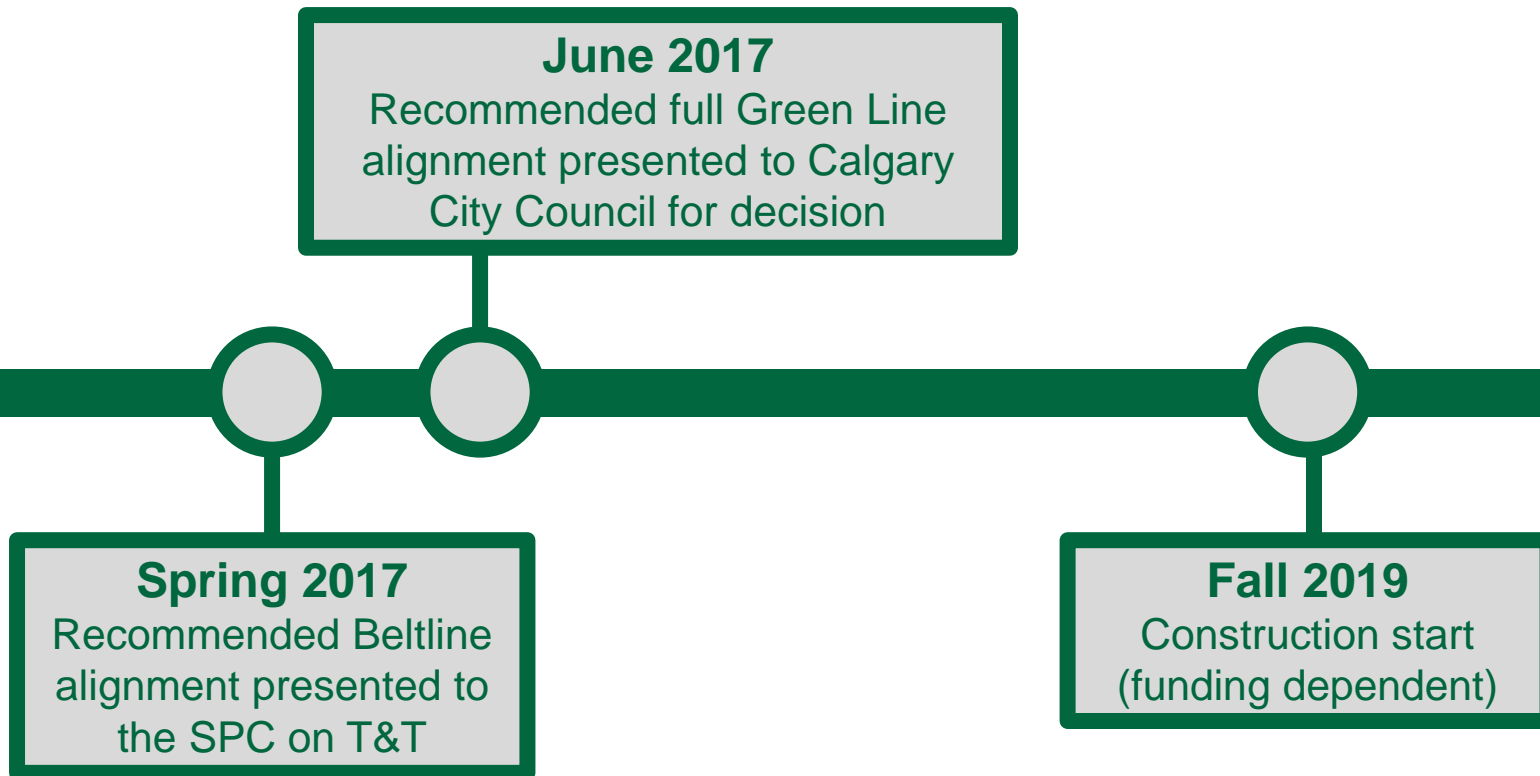 June 2017
Recommended full Green Line
alignment presented to Calgary
City Council for decision
Spring 2017
Recommended Beltline
alignment presented to
the SPC on T&T
Fall 2019
Construction start
(funding dependent)